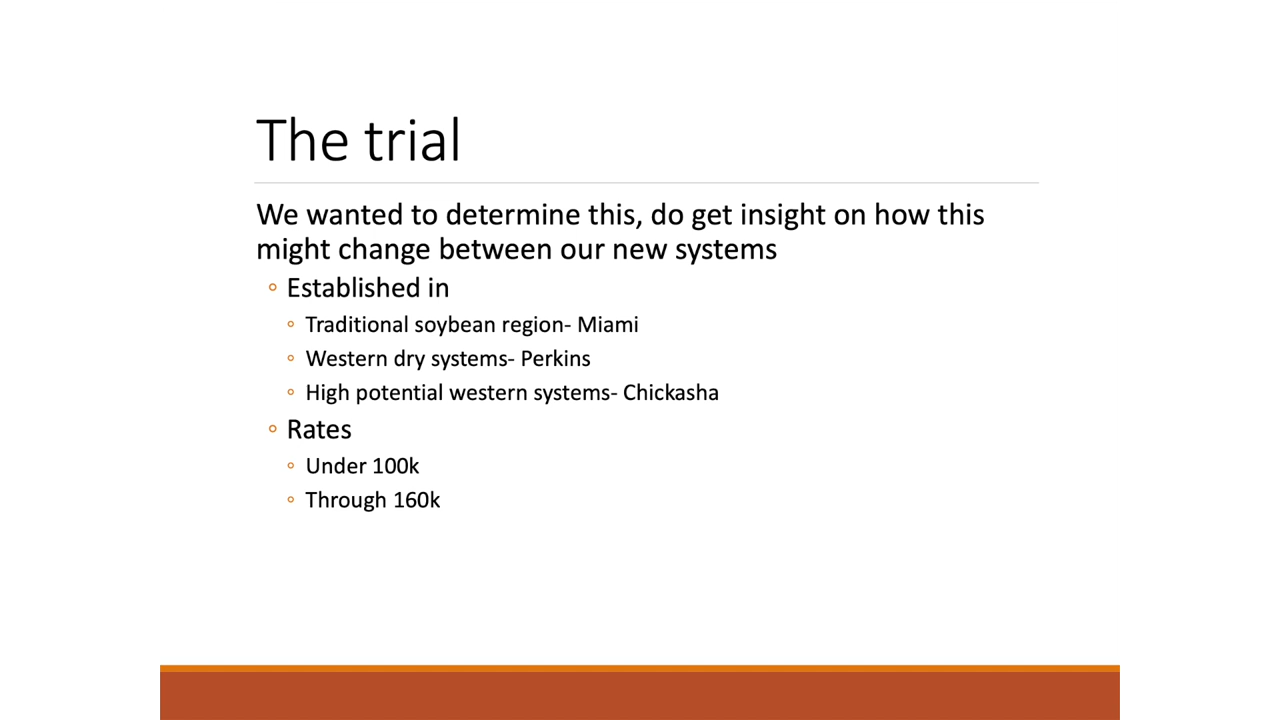 The trial
We wanted to determine this, do get insight on how this
might change between our new systems
◦ Established in
◦ Traditional soybean region- Miami
◦ Western dry systems- Perkins
◦ High potential western systems- Chickasha
◦ Rates
◦ Under 100k
◦ Through 160k